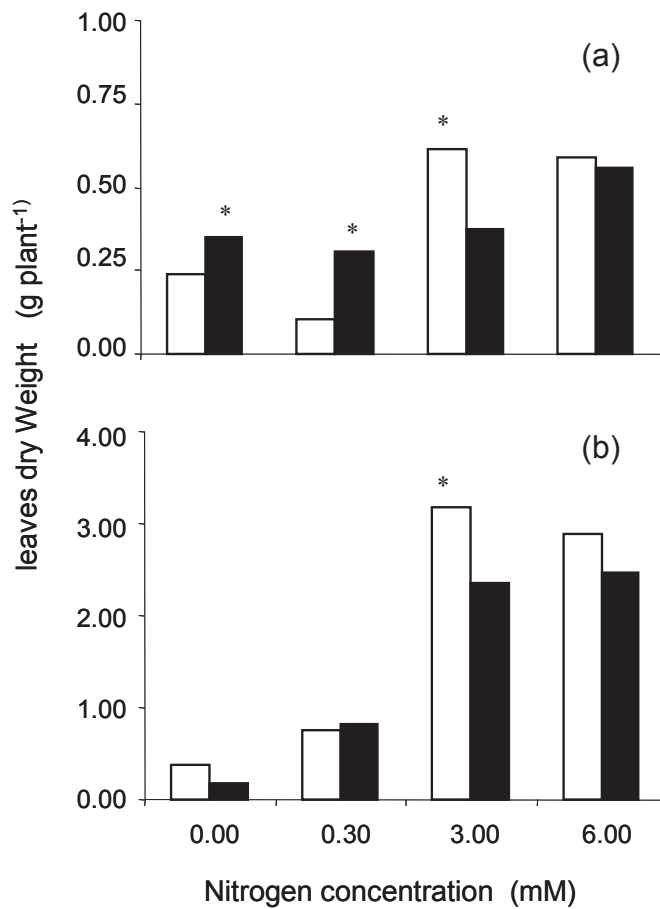 1.00
(a)
0.75
*
*
*
0.50
0.25
0.00
leaves dry Weight (g plant⁻¹⁾
4.00
(b)
*
3.00
2.00
1.00
0.00
0.00 0.30 3.00 6.00
Nitrogen concentration (mM)